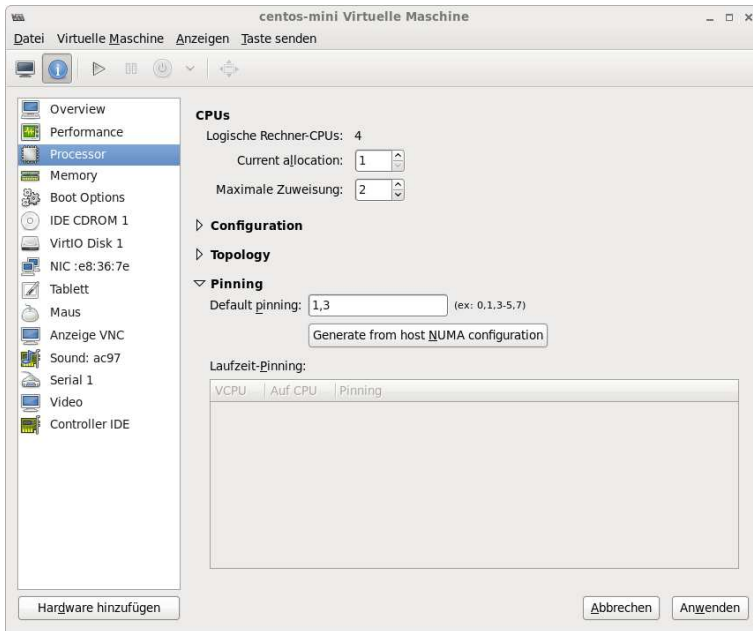 centos-mini Virtuelle Maschine
Datei Virtuelle Maschine Anzeigen Taste senden
Overview
Performance
Processor
Memory
Boot Options
IDE CDROM 1
VirtIO Disk 1
NIC :e8:36:7e
Tablett
Maus
Anzeige VNC
Sound: ac97
Serial 1
Video
Controller IDE
Hardware hinzufügen
CPUs
Logische Rechner-CPUs: 4
Current allocation: 1
Maximale Zuweisung: 2
Configuration
Topology
Pinning
Default pinning: 1,3 (ex: 0,1,3-5,7)
Generate from host NUMA configuration
Laufzeit-Pinning:
VCPU Auf CPU Pinning
Abbrechen Anwenden